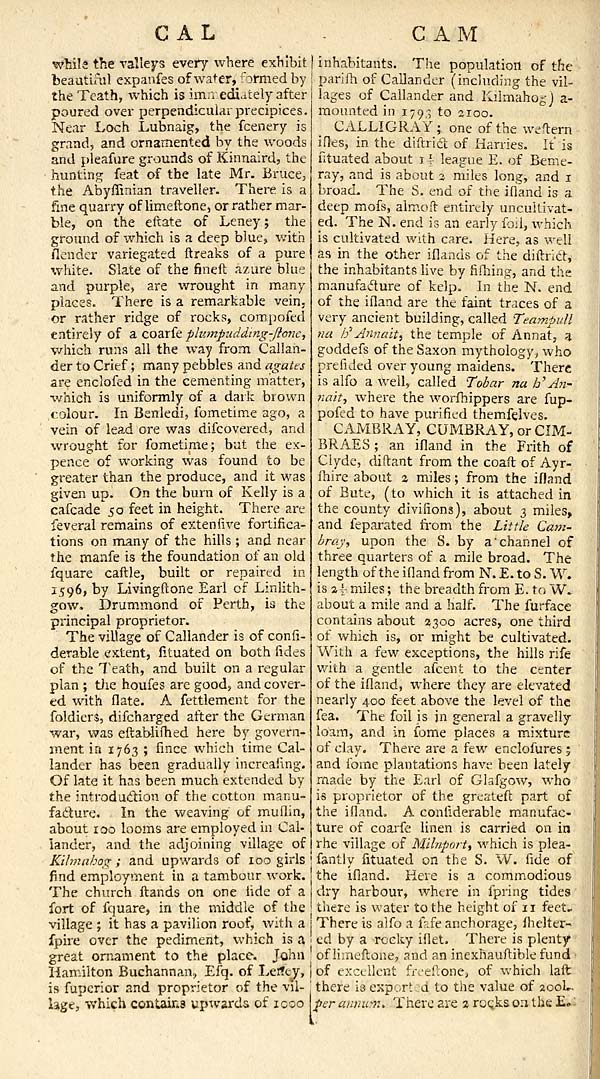 CAL
while the valleys every where exhibit
beautiful expanſes of water, formed by
the Teath, which is immediately after
poured over perpendicular precipices.
Near Loch Lubnaig, the ſcenery is
grand, and ornamented by the woods
and pleaſure grounds of Kinnaird, the
hunting ſeat of the late Mr. Bruce,
the Abyſſinian traveller. There is a
fine quarry of limeſtone, or rather mar-
ble, on the eſtate of Leney; the
ground of which is a deep blue, with
ſlender variegated ſtreaks of a pure
white. Slate of the fineſt azure blue
and purple, are wrought in many
places. There is a remarkable vein,
or rather ridge of rocks, compoſed
entirely of a coarſe plumpudding-ſtone,
which runs all the way from Callan-
der to Crief; many pebbles and agates
are encloſed in the cementing matter,
which is uniformly of a dark brown
colour. In Benledi, ſometime ago, a
vein of lead ore was diſcovered, and
wrought for ſometime; but the ex-
pence of working was found to be
greater than the produce, and it was
given up. On the burn of Kelly is a
caſcade 50 feet in height. There are
ſeveral remains of extenſive fortifica-
tions on many of the hills; and near
the manſe is the foundation of an old
ſquare caſtle, built or repaired in
1596, by Livingſtone Earl of Linlith-
gow. Drummond of Perth, is the
principal proprietor.
The village of Callander is of conſi-
derable extent, ſituated on both ſides
of the Teath, and built on a regular
plan; the houſes are good, and cover-
ed with ſlate. A ſettlement for the
ſoldiers, diſcharged after the German
war, was eſtabliſhed here by govern-
ment in 1763; ſince which time Cal-
lander has been gradually increaſing.
Of late it has been much extended by
the introduction of the cotton manu-
facture. In the weaving of muſlin,
about 100 looms are employed in Cal-
lander, and the adjoining village of
Kilmahog; and upwards of 100 girls
find employment in a tambour work.
The church ſtands on one ſide of a
ſort of ſquare, in the middle of the
village; it has a pavilion roof, with a
ſpire over the pediment, which is a
great ornament to the place. John
Hamilton Buchannan, Eſq. of Leney,
is ſuperior and proprietor of the vil-
lage, which contains upwards of 1000
CAM
inhabitants. The population of the
pariſh of Callander (including the vil-
lages of Callander and Kilmahog) a-
mounted in 1793 to 2100.
CALLIGRAY; one of the weſtern
iſles, in the diſtrict of Harries. It is
ſituated about 1½ league E. of Berne-
ray, and is about 2 miles long, and 1
broad. The S. end of the iſland is a
deep moſs, almoſt entirely uncultivat-
ed. The N. end is an early ſoil, which
is cultivated with care. Here, as well
as in the other iſlands of the diſtrict,
the inhabitants live by fiſhing, and the
manufacture of kelp. In the N. end
of the iſland are the faint traces of a
very ancient building, called Teampull
na h' Annait, the temple of Annat, a
goddeſs of the Saxon mythology, who
preſided over young maidens. There
is alſo a well, called Tobar na h' An-
nait, where the worſhippers are ſup-
poſed to have purified themſelves.
CAMBRAY, CUMBRAY, or CIM-
BRAES; an iſland in the Frith of
Clyde, diſtant from the coaſt of Ayr-
ſhire about 2 miles; from the iſland
of Bute, (to which it is attached in
the county diviſions), about 3 miles,
and ſeparated from the Little Cam-
bray, upon the S. by a channel of
three quarters of a mile broad. The
length of the iſland from N. E. to S. W.
is 2½ miles; the breadth from E. to W.
about a mile and a half. The ſurface
contains about 2300 acres, one third
of which is, or might be cultivated.
With a few exceptions, the hills riſe
with a gentle aſcent to the center
of the iſland, where they are elevated
nearly 400 feet above the level of the
ſea. The ſoil is in general a gravelly
loam, and in ſome places a mixture
of clay. There are a few encloſures;
and ſome plantations have been lately
made by the Earl of Glaſgow, who
is proprietor of the greateſt part of
the iſland. A conſiderable manufac-
ture of coarſe linen is carried on in
the village of Milnport, which is plea-
ſantly ſituated on the S. W. ſide of
the iſland. Here is a commodious
dry harbour, where in ſpring tides
there is water to the height of 11 feet.
There is alſo a ſafe anchorage, ſhelter-
ed by a rocky iſlet. There is plenty
of limeſtone, and an inexhauſtible fund
of excellent freeſtone, of which laſt
there is exported to the value of 200l.
per annum. There are 2 rocks on the E.